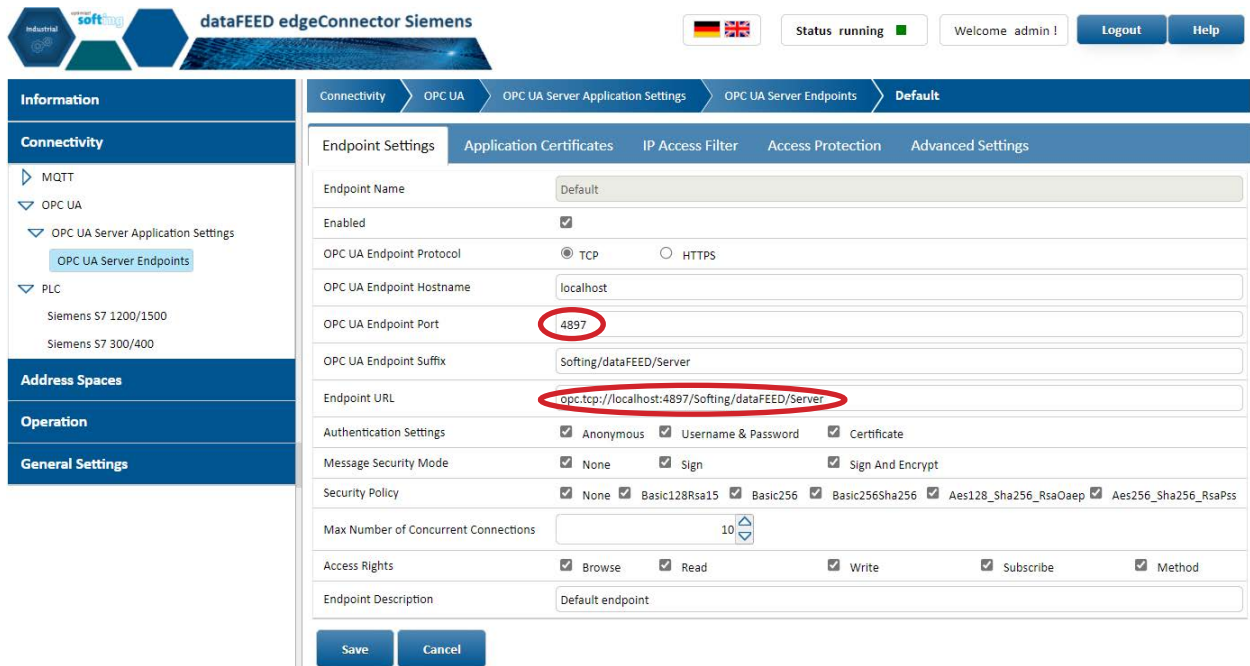 Industrial
optimize!
softing
dataFEED edgeConnector Siemens
Status running
Welcome admin !
Logout
Help
Information
Connectivity
MQTT
OPC UA
OPC UA Server Application Settings
OPC UA Server Endpoints
PLC
Siemens S7 1200/1500
Siemens S7 300/400
Address Spaces
Operation
General Settings
Connectivity
OPC UA
OPC UA Server Application Settings
OPC UA Server Endpoints
Default
Endpoint Settings
Application Certificates
IP Access Filter
Access Protection
Advanced Settings
Endpoint Name Default
Enabled
OPC UA Endpoint Protocol TCP HTTPS
OPC UA Endpoint Hostname localhost
OPC UA Endpoint Port 4897
OPC UA Endpoint Suffix Softing/dataFEED/Server
Endpoint URL opc.tcp://localhost:4897/Softing/dataFEED/Server
Authentication Settings Anonymous Username & Password Certificate
Message Security Mode None Sign Sign And Encrypt
Security Policy None Basic128Rsa15 Basic256 Basic256Sha256 Aes128_Sha256_RsaOaep Aes256_Sha256_RsaPss
Max Number of Concurrent Connections 10
Access Rights Browse Read Write Subscribe Method
Endpoint Description Default endpoint
Save
Cancel